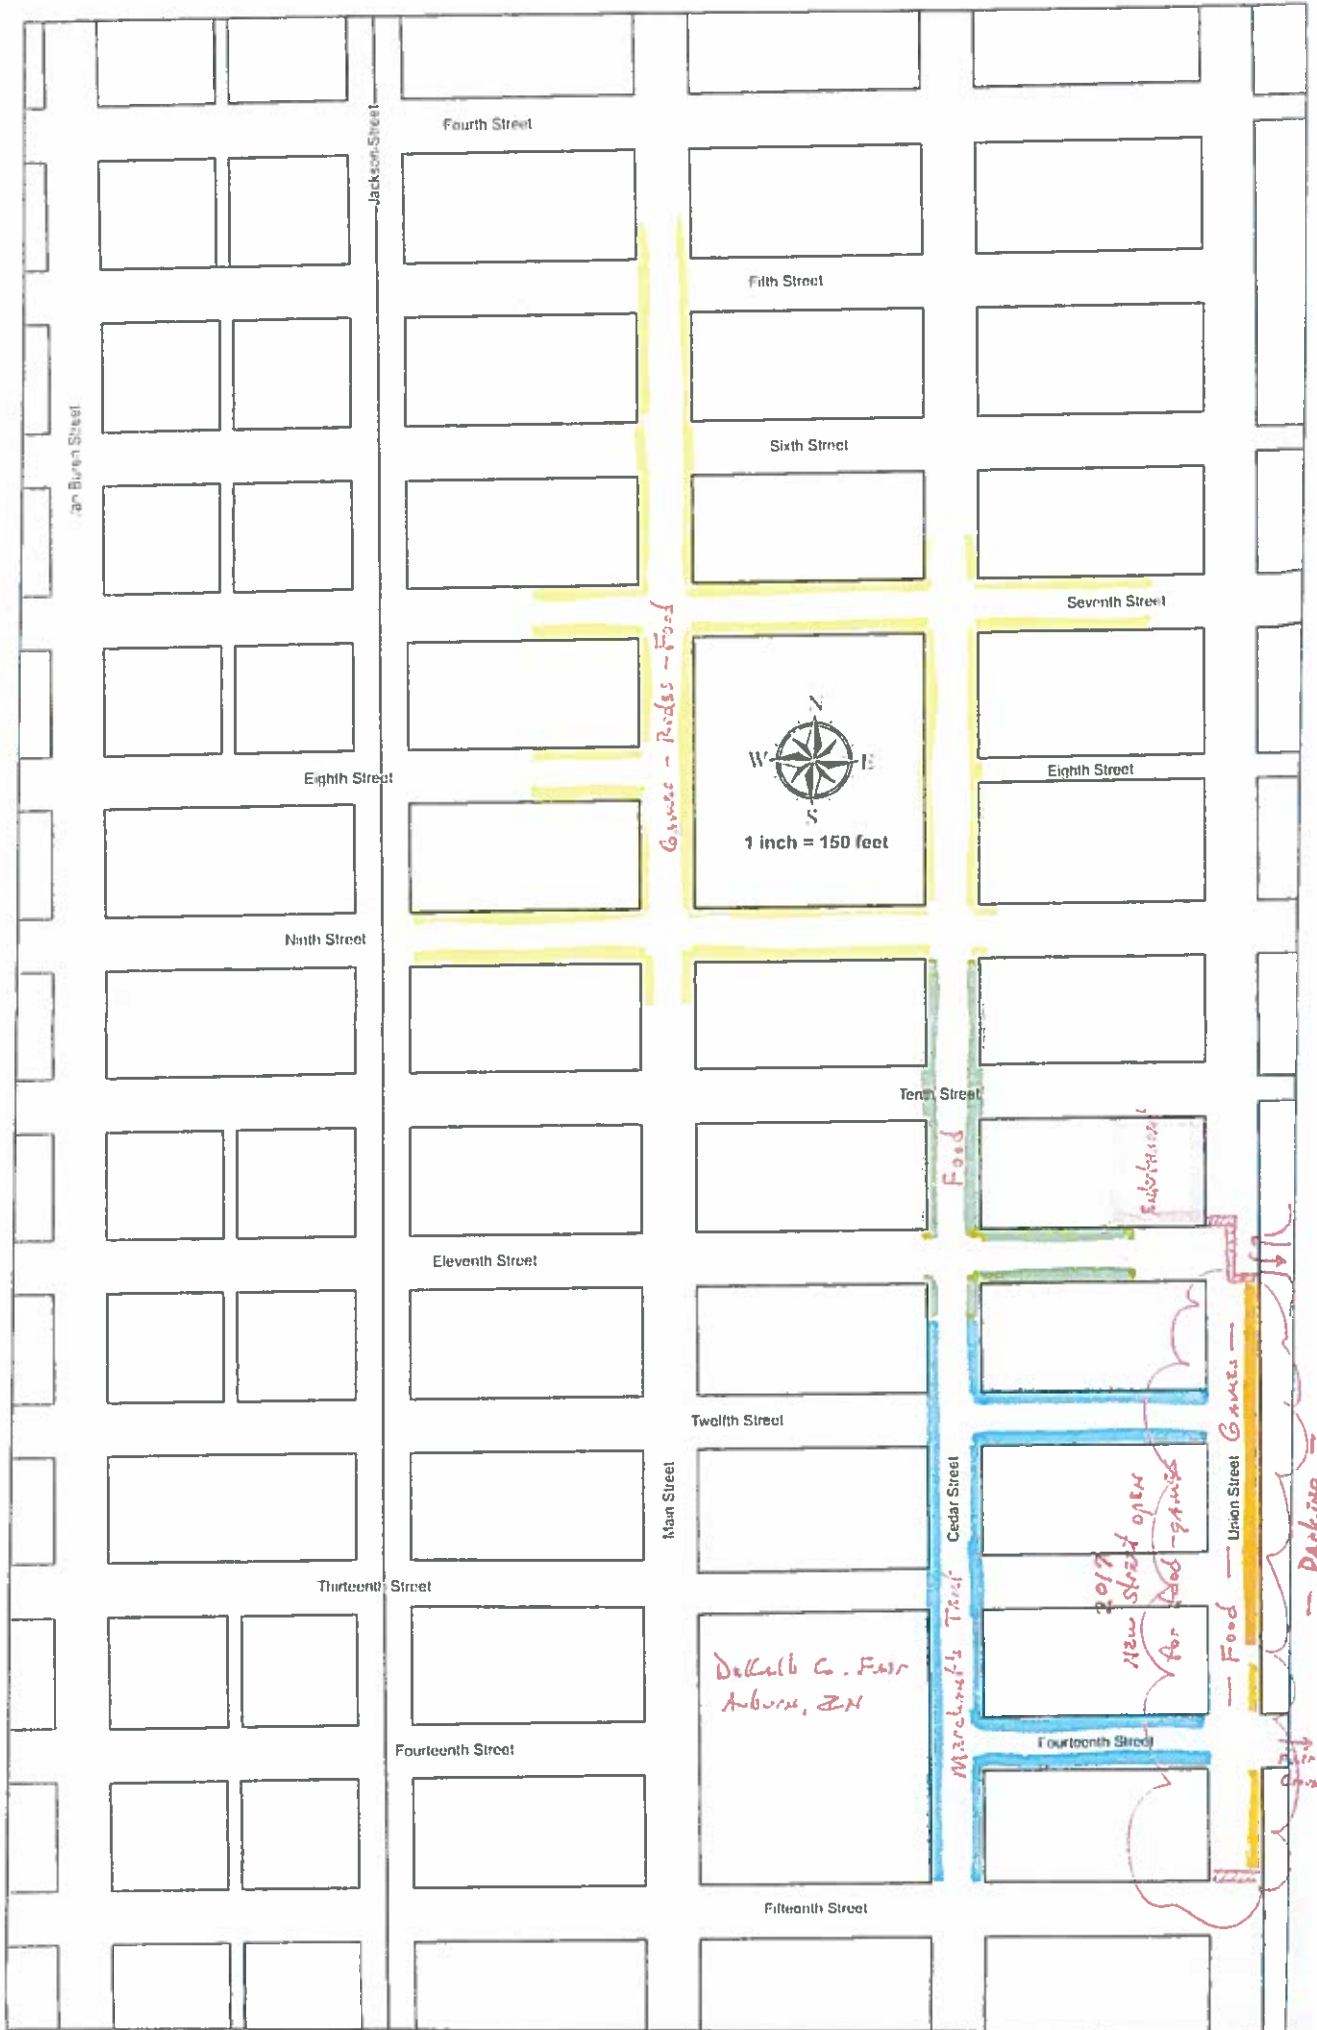 Jackson Street
Fourth Street
Fifth Street
Van Buren Street
Sixth Street
Seventh Street
Games - Rides - Food
N
W E
S
1 inch = 150 feet
Eighth Street
Eighth Street
Ninth Street
Tenth Street
Food
Eleventh Street
Twelfth Street
Main Street
Cedar Street
Union Street
Games
Food
2017
New Street open
for food - games
Parking
Thirteenth Street
Merchant's Tent
DeKalb Co. Fair
Auburn, IN
Fourteenth Street
Fourteenth Street
Fifteenth Street